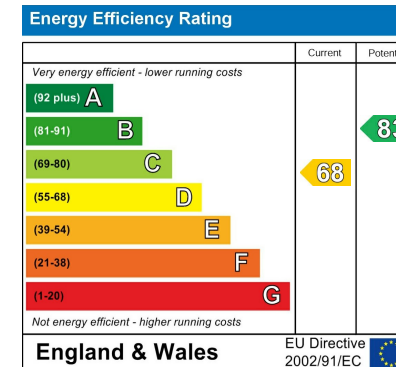 Energy Efficiency Rating
Current
Very energy efficient - lower running costs
(92 plus) A
(81-91) B
83
(69-80) C
68
(55-68) D
(39-54) E
(21-38) F
(1-20) G
Not energy efficient - higher running costs
England & Wales
EU Directive
2002/91/EC